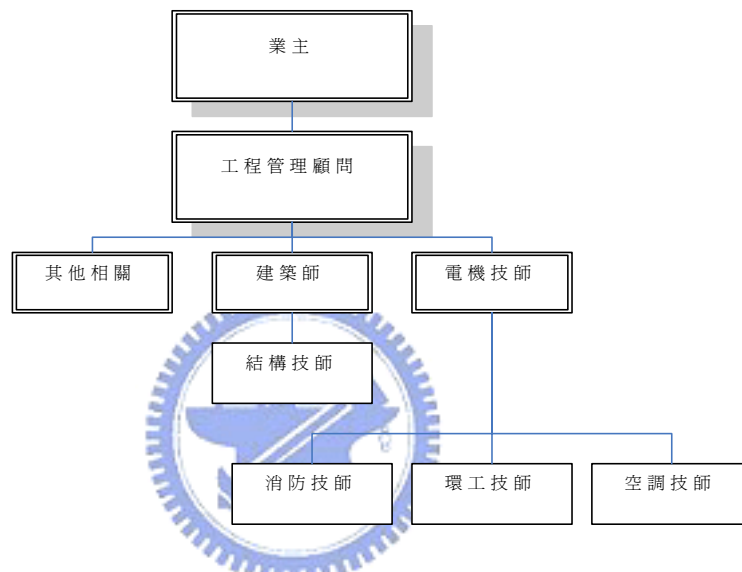 業主
工程管理顧問
其他相關
建築師
電機技師
結構技師
消防技師
環工技師
空調技師